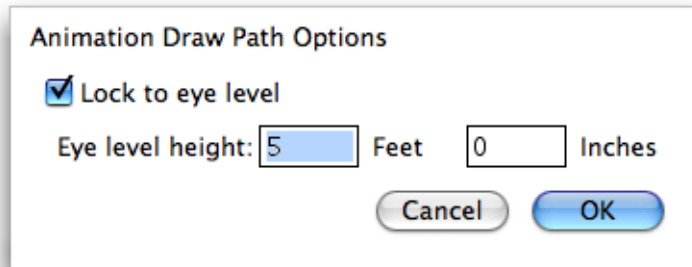 Animation Draw Path Options
Lock to eye level
Eye level height: 5 Feet 0 Inches
Cancel OK